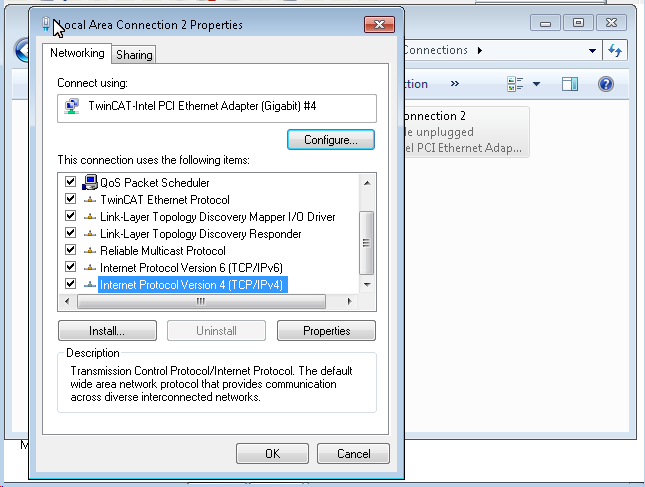 Local Area Connection 2 Properties
Networking
Sharing
Connect using:
TwinCAT-Intel PCI Ethernet Adapter (Gigabit) #4
Configure...
This connection uses the following items:
QoS Packet Scheduler
TwinCAT Ethernet Protocol
Link-Layer Topology Discovery Mapper I/O Driver
Link-Layer Topology Discovery Responder
Reliable Multicast Protocol
Internet Protocol Version 6 (TCP/IPv6)
Internet Protocol Version 4 (TCP/IPv4)
Install...
Uninstall
Properties
Description
Transmission Control Protocol/Internet Protocol. The default
wide area network protocol that provides communication
across diverse interconnected networks.
OK
Cancel
Connections
ction
»
onnection 2
le unplugged
el PCI Ethernet Adap...
M